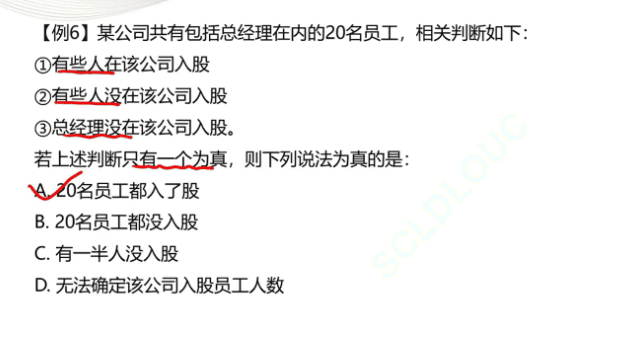 【例6】某公司共有包括总经理在内的20名员工，相关判断如下：
①有些人在该公司入股
②有些人没在该公司入股
③总经理没在该公司入股。
若上述判断只有一个为真，则下列说法为真的是：
A. 20名员工都入了股
B. 20名员工都没入股
C. 有一半人没入股
D. 无法确定该公司入股员工人数
SCLDLOUC